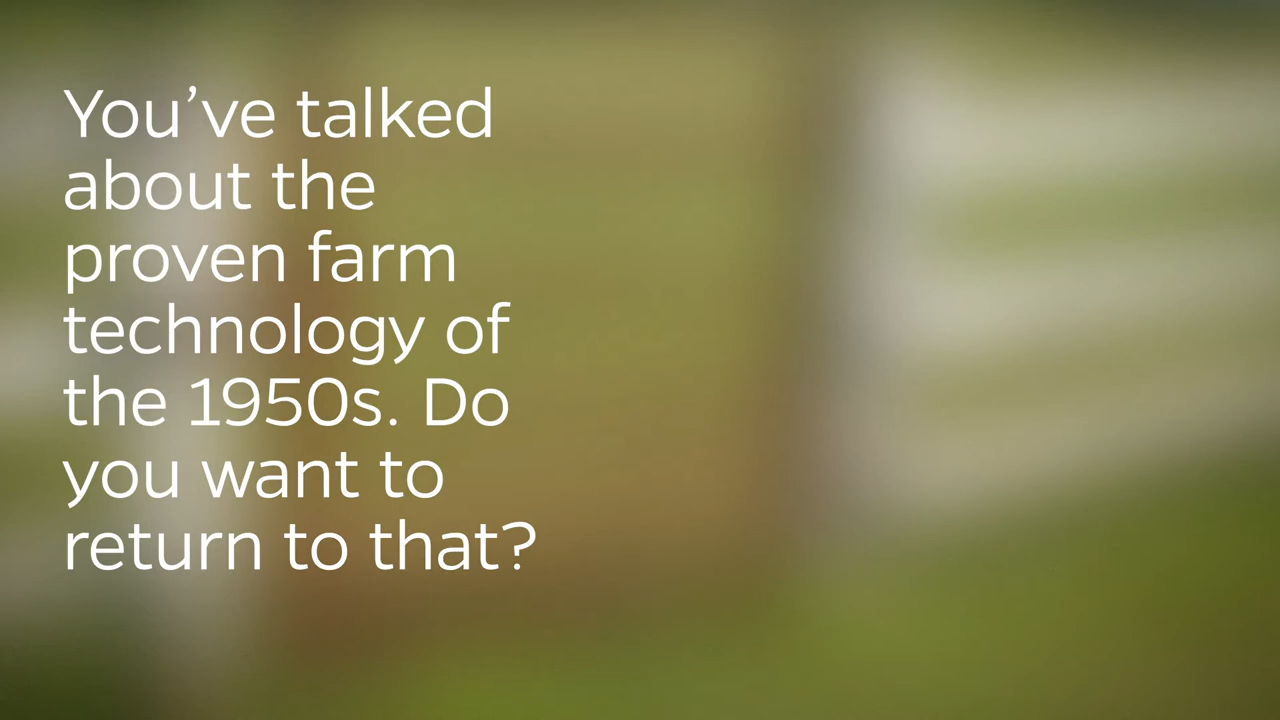 You’ve talked
about the
proven farm
technology of
the 1950s. Do
you want to
return to that?